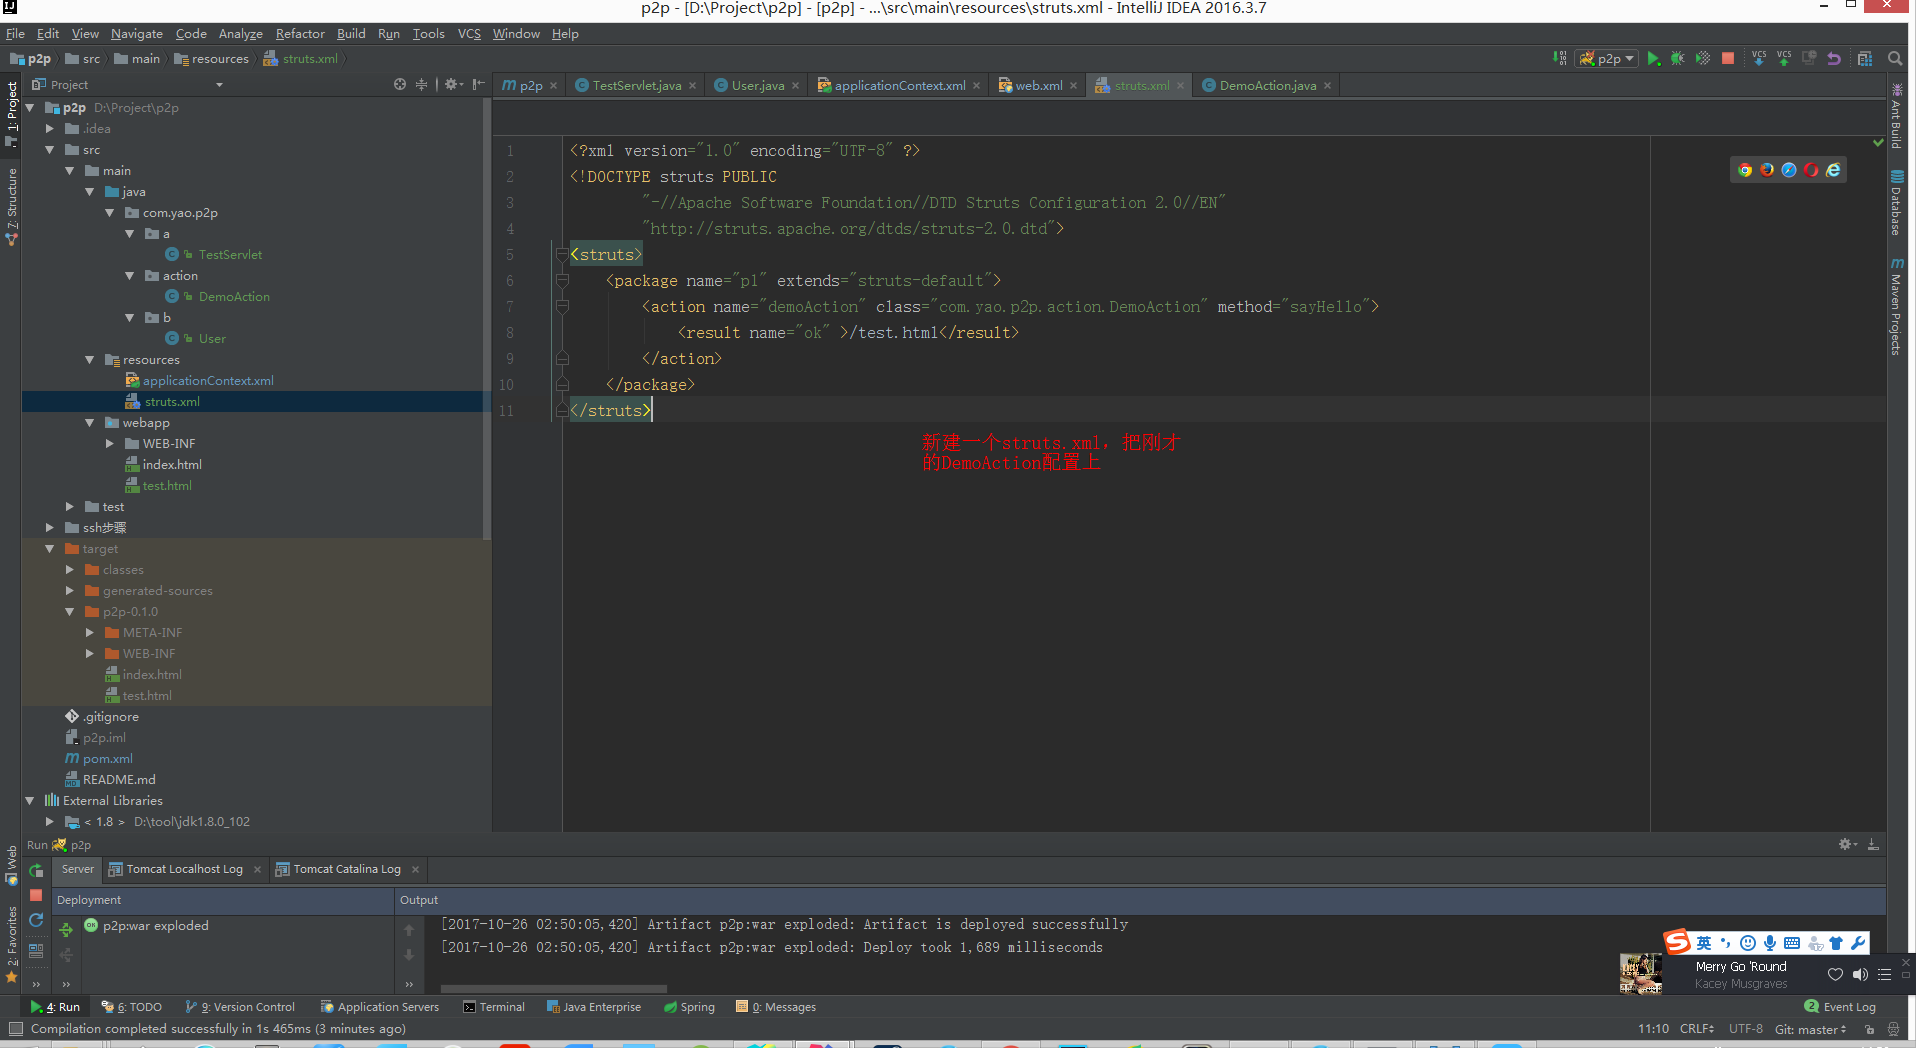 p2p - [D:\Project\p2p] - [p2p] - ...\src\main\resources\struts.xml - IntelliJ IDEA 2016.3.7
File Edit View Navigate Code Analyze Refactor Build Run Tools VCS Window Help
p2p src main resources struts.xml
p2p
Project
p2p TestServlet.java User.java applicationContext.xml web.xml struts.xml DemoAction.java
1: Project
7: Structure
p2p D:\Project\p2p
.idea
src
main
java
com.yao.p2p
a
TestServlet
action
DemoAction
b
User
resources
applicationContext.xml
struts.xml
webapp
WEB-INF
index.html
test.html
test
ssh步骤
target
classes
generated-sources
p2p-0.1.0
META-INF
WEB-INF
index.html
test.html
.gitignore
p2p.iml
pom.xml
README.md
External Libraries
< 1.8 > D:\tool\jdk1.8.0_102
1 <?xml version="1.0" encoding="UTF-8" ?>
2 <!DOCTYPE struts PUBLIC
3 "-//Apache Software Foundation//DTD Struts Configuration 2.0//EN"
4 "http://struts.apache.org/dtds/struts-2.0.dtd">
5 <struts>
6 <package name="p1" extends="struts-default">
7 <action name="demoAction" class="com.yao.p2p.action.DemoAction" method="sayHello">
8 <result name="ok" >/test.html</result>
9 </action>
10 </package>
11 </struts>
新建一个struts.xml，把刚才
的DemoAction配置上
Ant Build
Database
Maven Projects
Run p2p
Server Tomcat Localhost Log Tomcat Catalina Log
Deployment Output
p2p:war exploded
[2017-10-26 02:50:05,420] Artifact p2p:war exploded: Artifact is deployed successfully
[2017-10-26 02:50:05,420] Artifact p2p:war exploded: Deploy took 1,689 milliseconds
Web
2: Favorites
英
Merry Go 'Round
Kacey Musgraves
4: Run 6: TODO 9: Version Control Application Servers Terminal Java Enterprise Spring 0: Messages 2 Event Log
Compilation completed successfully in 1s 465ms (3 minutes ago) 11:10 CRLF UTF-8 Git: master